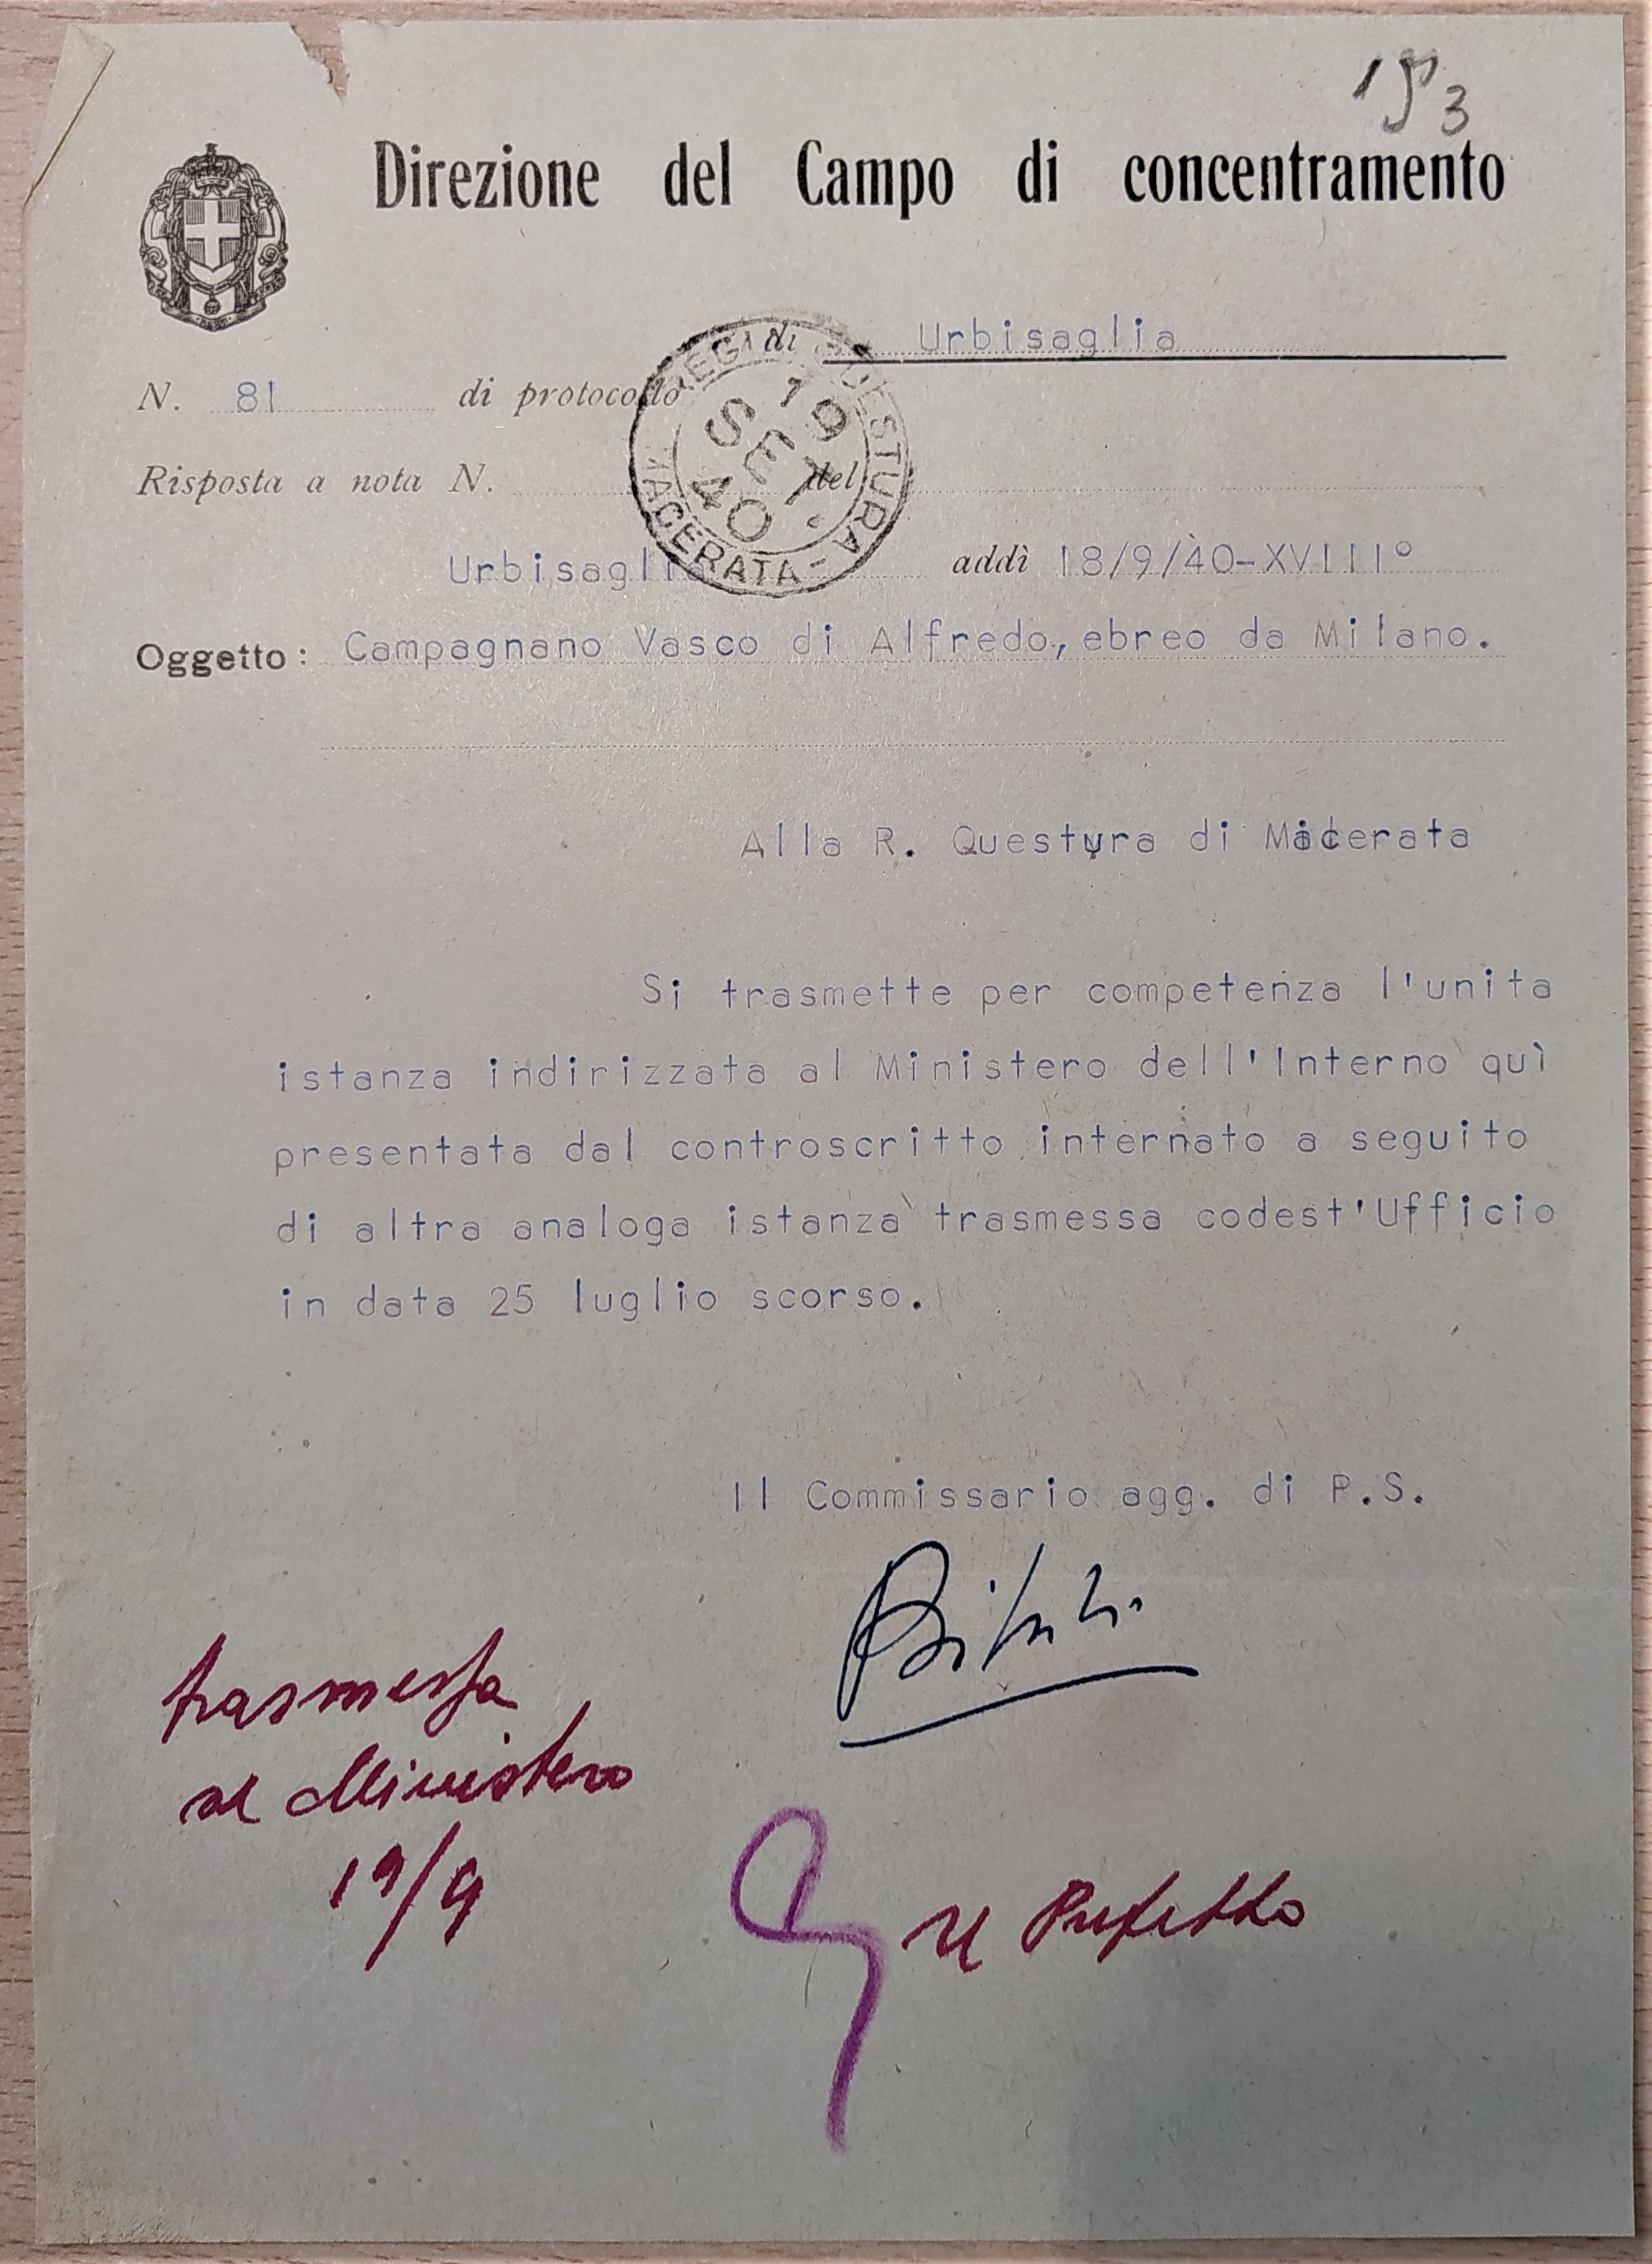 Direzione del Campo di concentramento
di Urbisaglia
N. 81 di protocollo
REGIA QUESTURA
19
SET
40
MACERATA
Risposta a nota N. del
Urbisaglia addì 18/9/40-XVIII°
Oggetto: Campagnano Vasco di Alfredo, ebreo da Milano.
Alla R. Questura di Macerata
Si trasmette per competenza l'unita
istanza indirizzata al Ministero dell'Interno quì
presentata dal controscritto internato a seguito
di altra analoga istanza trasmessa codest'Ufficio
in data 25 luglio scorso.
Il Commissario agg. di P.S.
trasmessa
al Ministero
19/9
Il Prefetto